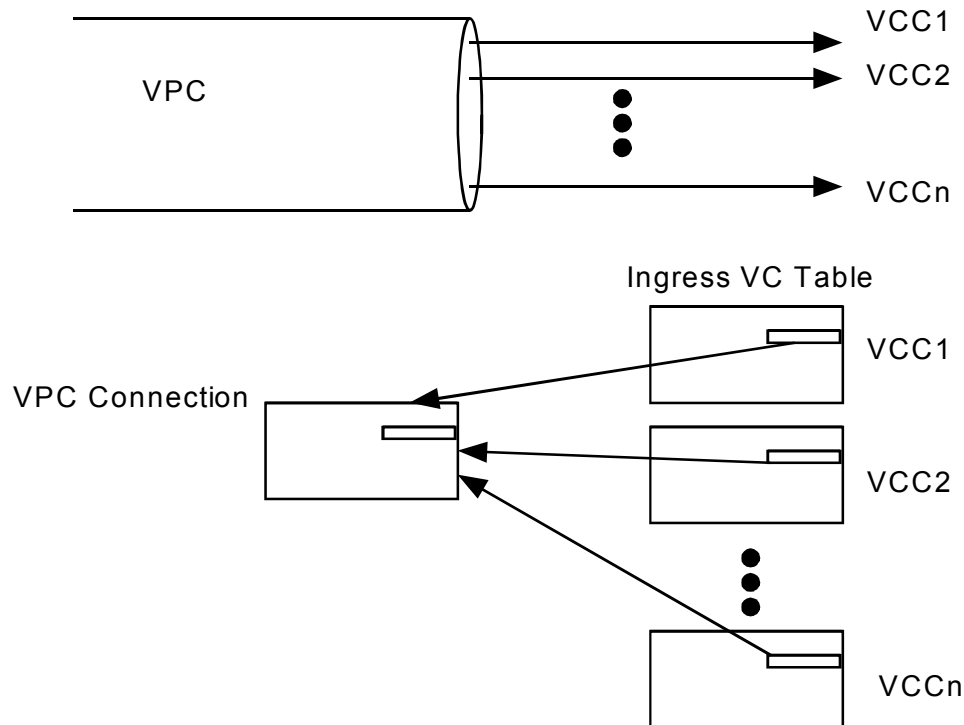 VCC1
VPC
VCC2
VCCn
Ingress VC Table
VCC1
VPC Connection
VCC2
VCCn